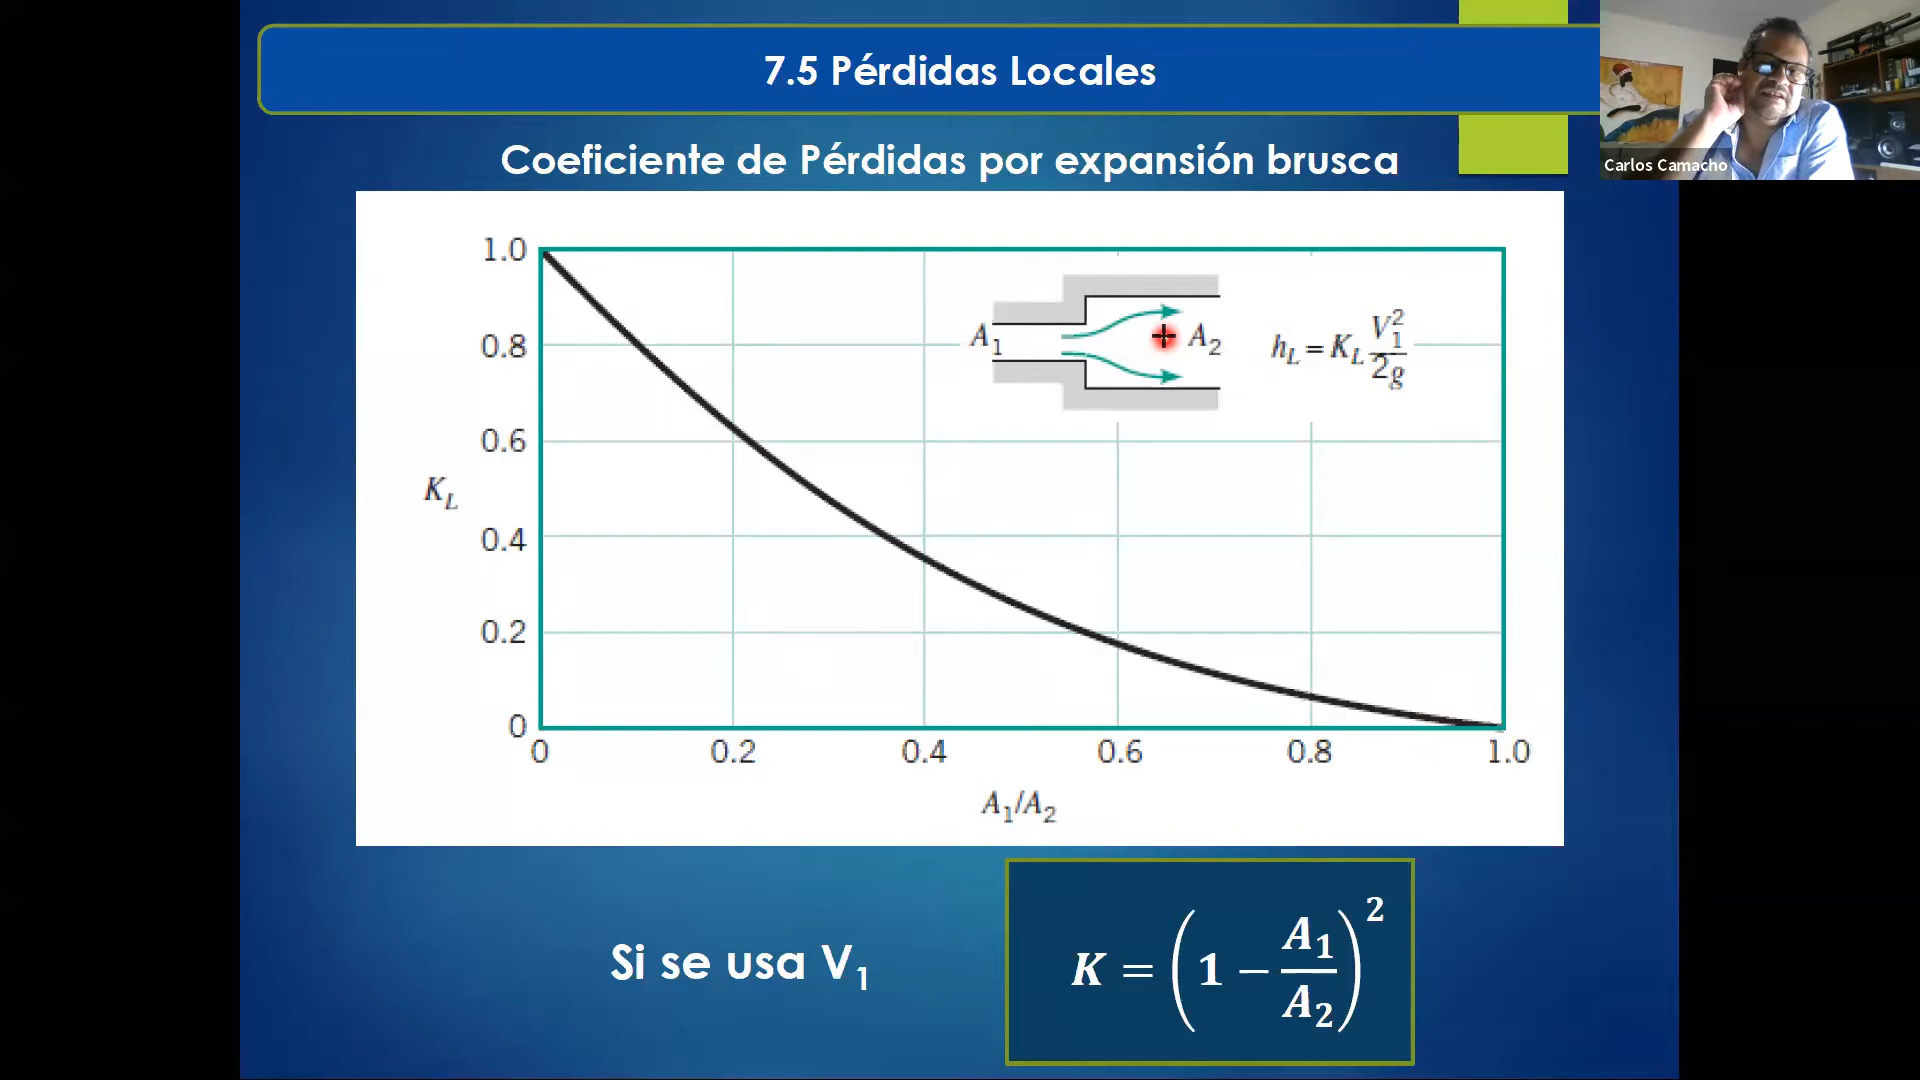 7.5 Pérdidas Locales
Carlos Camacho
Coeficiente de Pérdidas por expansión brusca
1.0
0.8
0.6
0.4
0.2
0
K_L
A_1
A_2
h_L = K_L V_1^2 / 2g
0 0.2 0.4 0.6 0.8 1.0
A_1/A_2
Si se usa V_1
K = (1 − A_1/A_2)^2